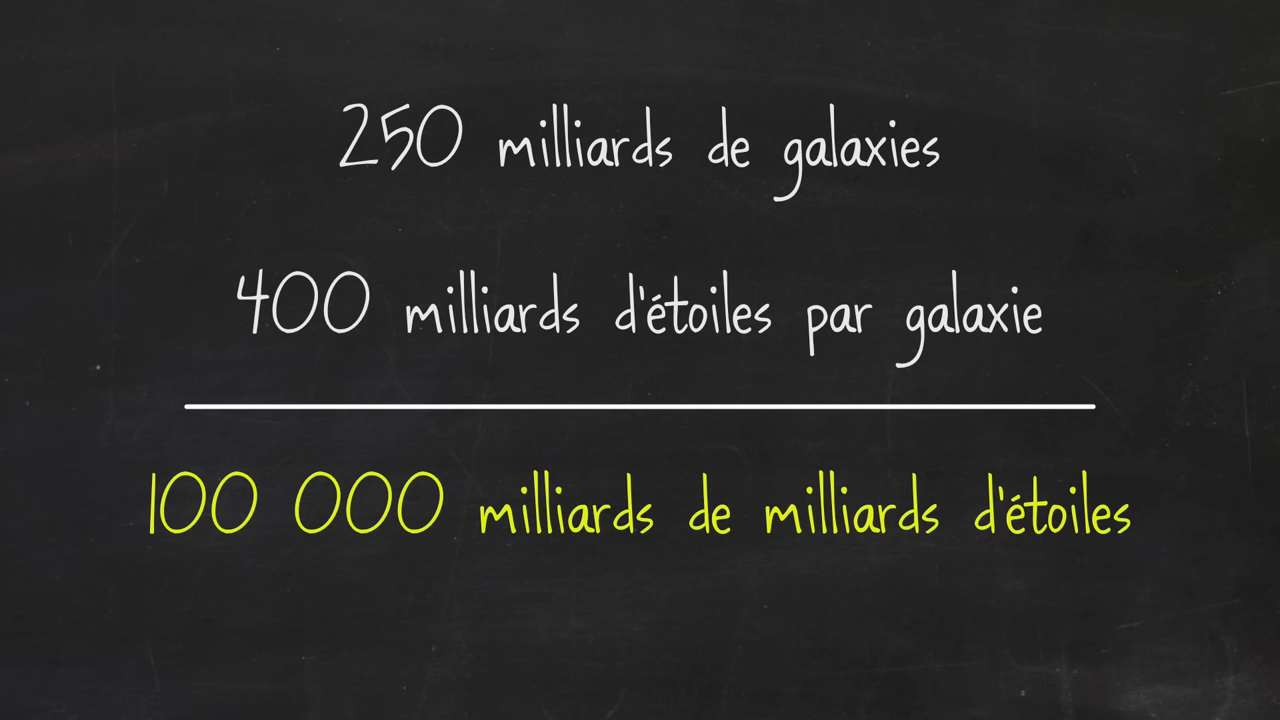 250 milliards de galaxies
400 milliards d'étoiles par galaxie
100 000 milliards de milliards d'étoiles